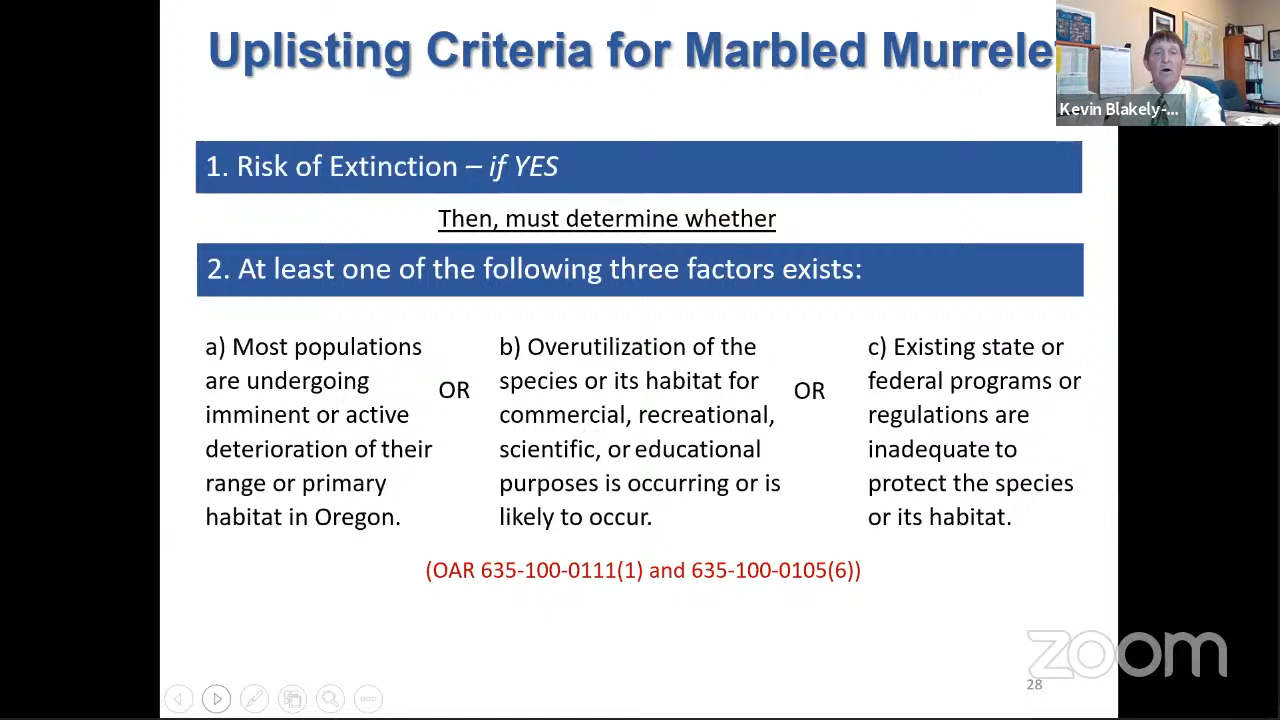 Uplisting Criteria for Marbled Murrele
Kevin Blakely-...
1. Risk of Extinction – if YES
Then, must determine whether
2. At least one of the following three factors exists:
a) Most populations
are undergoing
imminent or active
deterioration of their
range or primary
habitat in Oregon.
OR
b) Overutilization of the
species or its habitat for
commercial, recreational,
scientific, or educational
purposes is occurring or is
likely to occur.
OR
c) Existing state or
federal programs or
regulations are
inadequate to
protect the species
or its habitat.
(OAR 635-100-0111(1) and 635-100-0105(6))
zoom
28